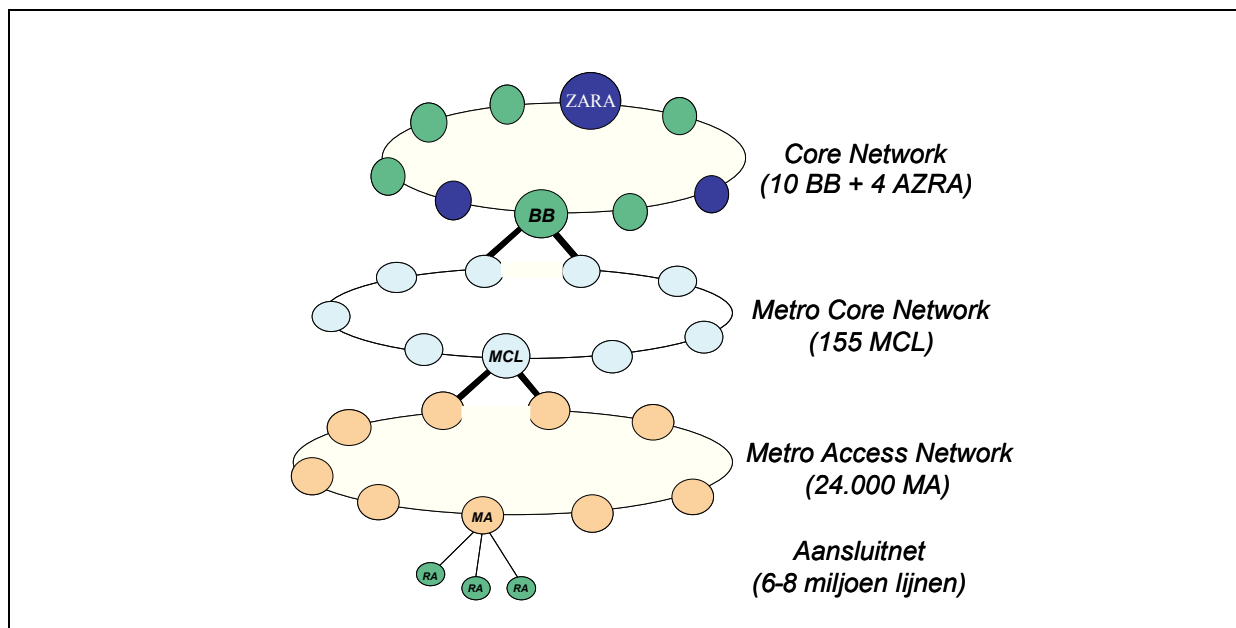 ZARA
Core Network
(10 BB + 4 AZRA)
BB
Metro Core Network
(155 MCL)
MCL
Metro Access Network
(24.000 MA)
MA
Aansluitnet
(6-8 miljoen lijnen)
RA
RA
RA